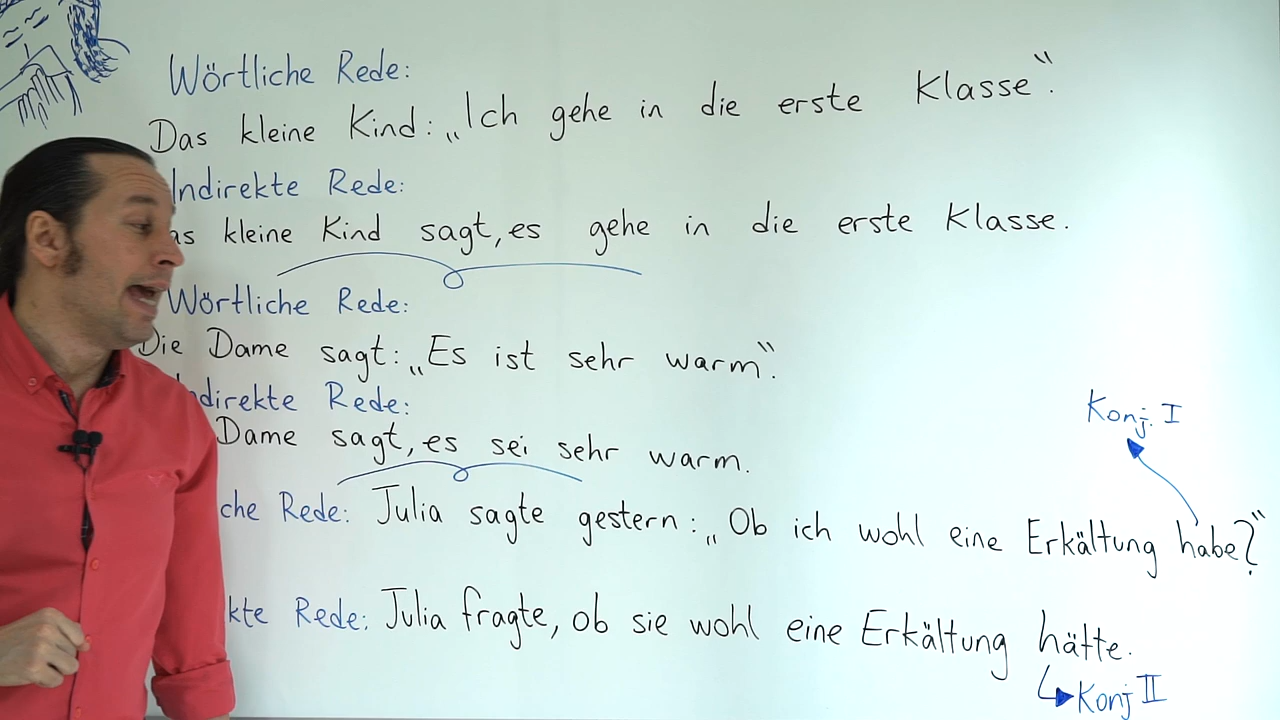 Wörtliche Rede:
Das kleine Kind: „Ich gehe in die erste Klasse“.
Indirekte Rede:
as kleine Kind sagt, es gehe in die erste Klasse.
Wörtliche Rede:
Die Dame sagt: „Es ist sehr warm“.
ndirekte Rede:
Dame sagt, es sei sehr warm.
Konj. I
che Rede: Julia sagte gestern: „Ob ich wohl eine Erkältung habe?“
kte Rede: Julia fragte, ob sie wohl eine Erkältung hätte.
Konj II